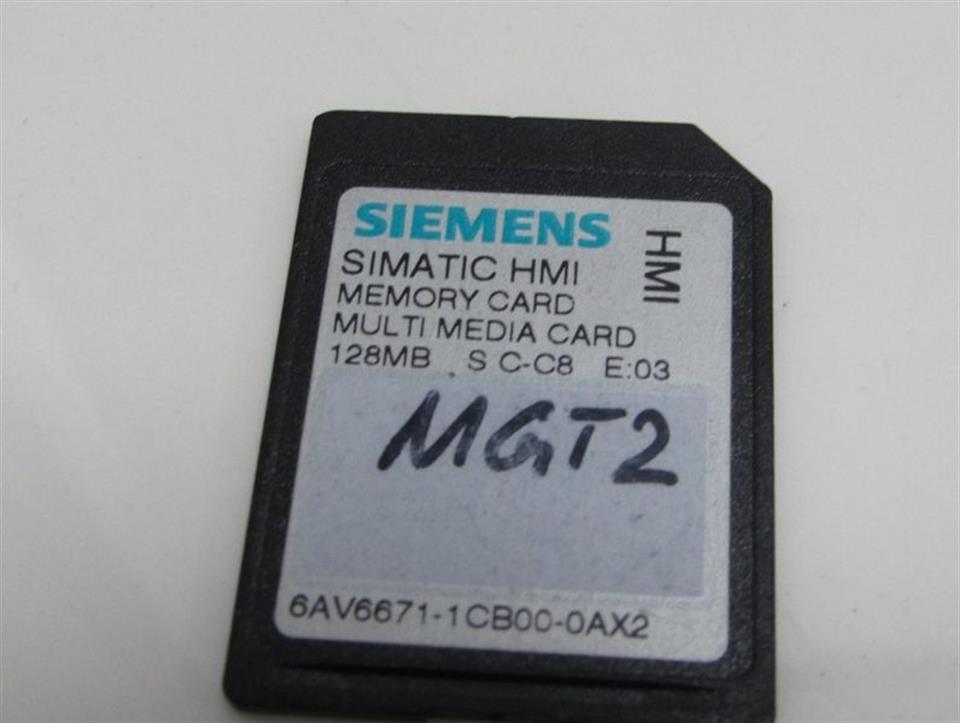 SIEMENS
HMI
SIMATIC HMI
MEMORY CARD
MULTI MEDIA CARD
128MB S C-C8 E:03
MGT2
6AV6671-1CB00-0AX2